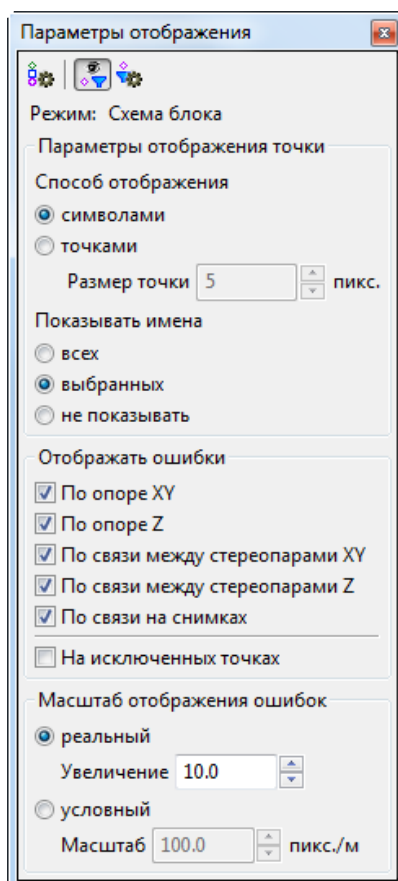 Параметры отображения
Режим: Схема блока
Параметры отображения точки
Способ отображения
символами
точками
Размер точки 5 пикс.
Показывать имена
всех
выбранных
не показывать
Отображать ошибки
По опоре XY
По опоре Z
По связи между стереопарами XY
По связи между стереопарами Z
По связи на снимках
На исключенных точках
Масштаб отображения ошибок
реальный
Увеличение 10.0
условный
Масштаб 100.0 пикс./м